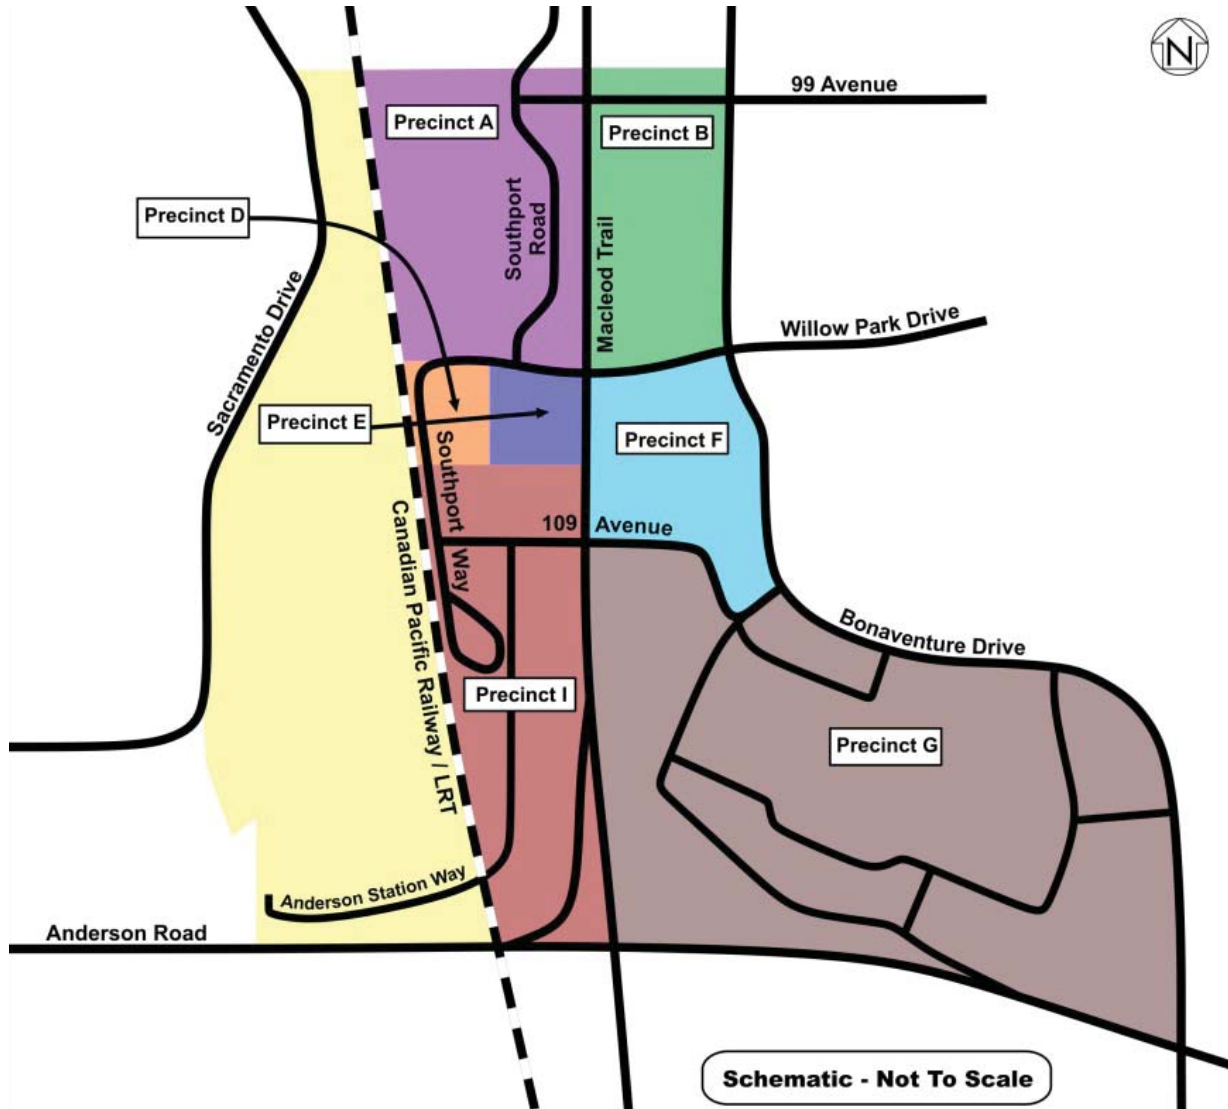 N
99 Avenue
Precinct A
Precinct B
Southport
Road
Precinct D
Macleod Trail
Sacramento Drive
Willow Park Drive
Precinct E
Precinct F
Southport Way
109 Avenue
Canadian Pacific Railway / LRT
Bonaventure Drive
Precinct I
Precinct G
Anderson Station Way
Anderson Road
Schematic - Not To Scale